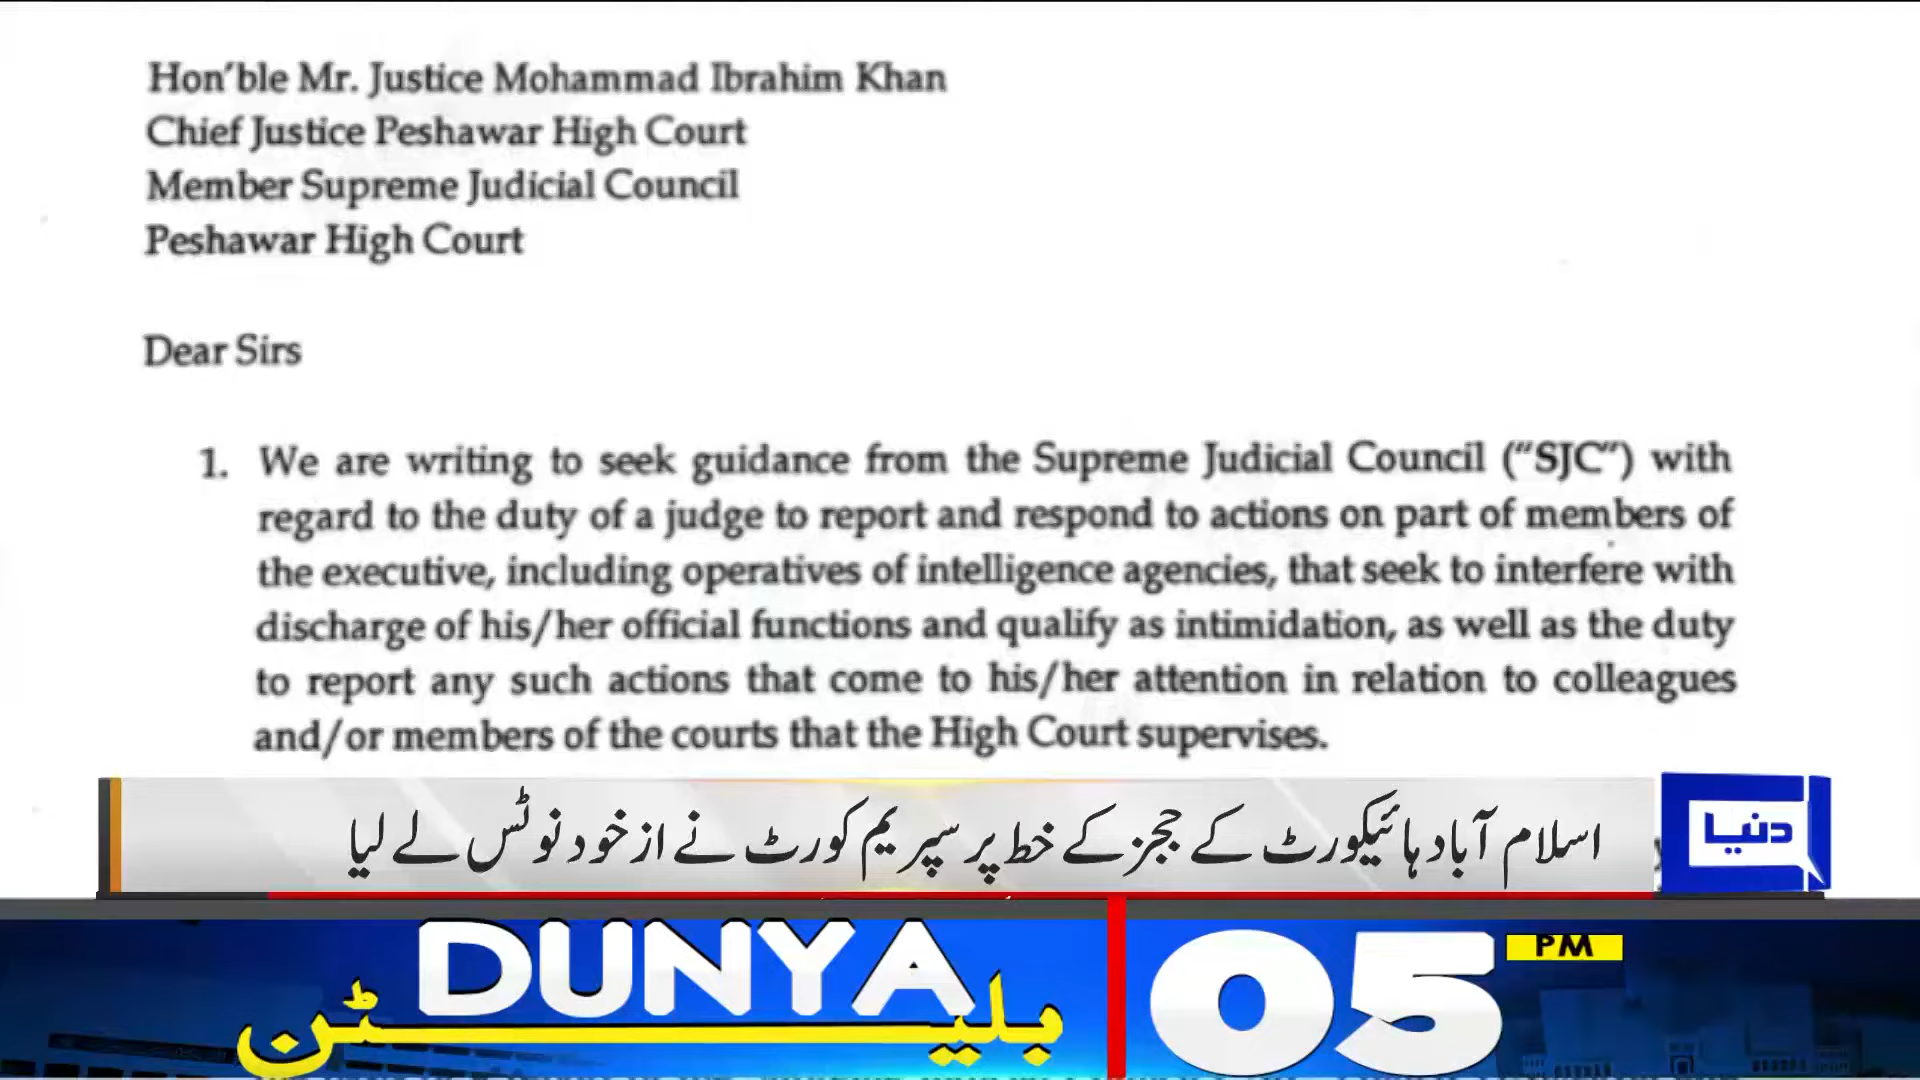 Hon'ble Mr. Justice Mohammad Ibrahim Khan
Chief Justice Peshawar High Court
Member Supreme Judicial Council
Peshawar High Court
Dear Sirs
1. We are writing to seek guidance from the Supreme Judicial Council ("SJC") with
regard to the duty of a judge to report and respond to actions on part of members of
the executive, including operatives of intelligence agencies, that seek to interfere with
discharge of his/her official functions and qualify as intimidation, as well as the duty
to report any such actions that come to his/her attention in relation to colleagues
and/or members of the courts that the High Court supervises.
اسلام آباد ہائیکورٹ کے ججز کے خط پر سپریم کورٹ نے از خود نوٹس لے لیا
دنیا
DUNYA
بلیٹن
05 PM